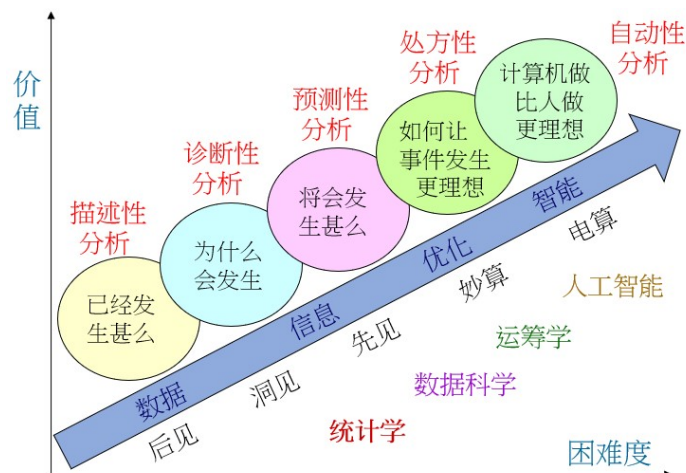 价
值
描述性
分析
已经发
生甚么
诊断性
分析
为什么
会发生
预测性
分析
将会发
生甚么
处方性
分析
如何让
事件发生
更理想
自动性
分析
计算机做
比人做
更理想
数据
信息
优化
智能
后见
洞见
先见
妙算
电算
统计学
数据科学
运筹学
人工智能
困难度